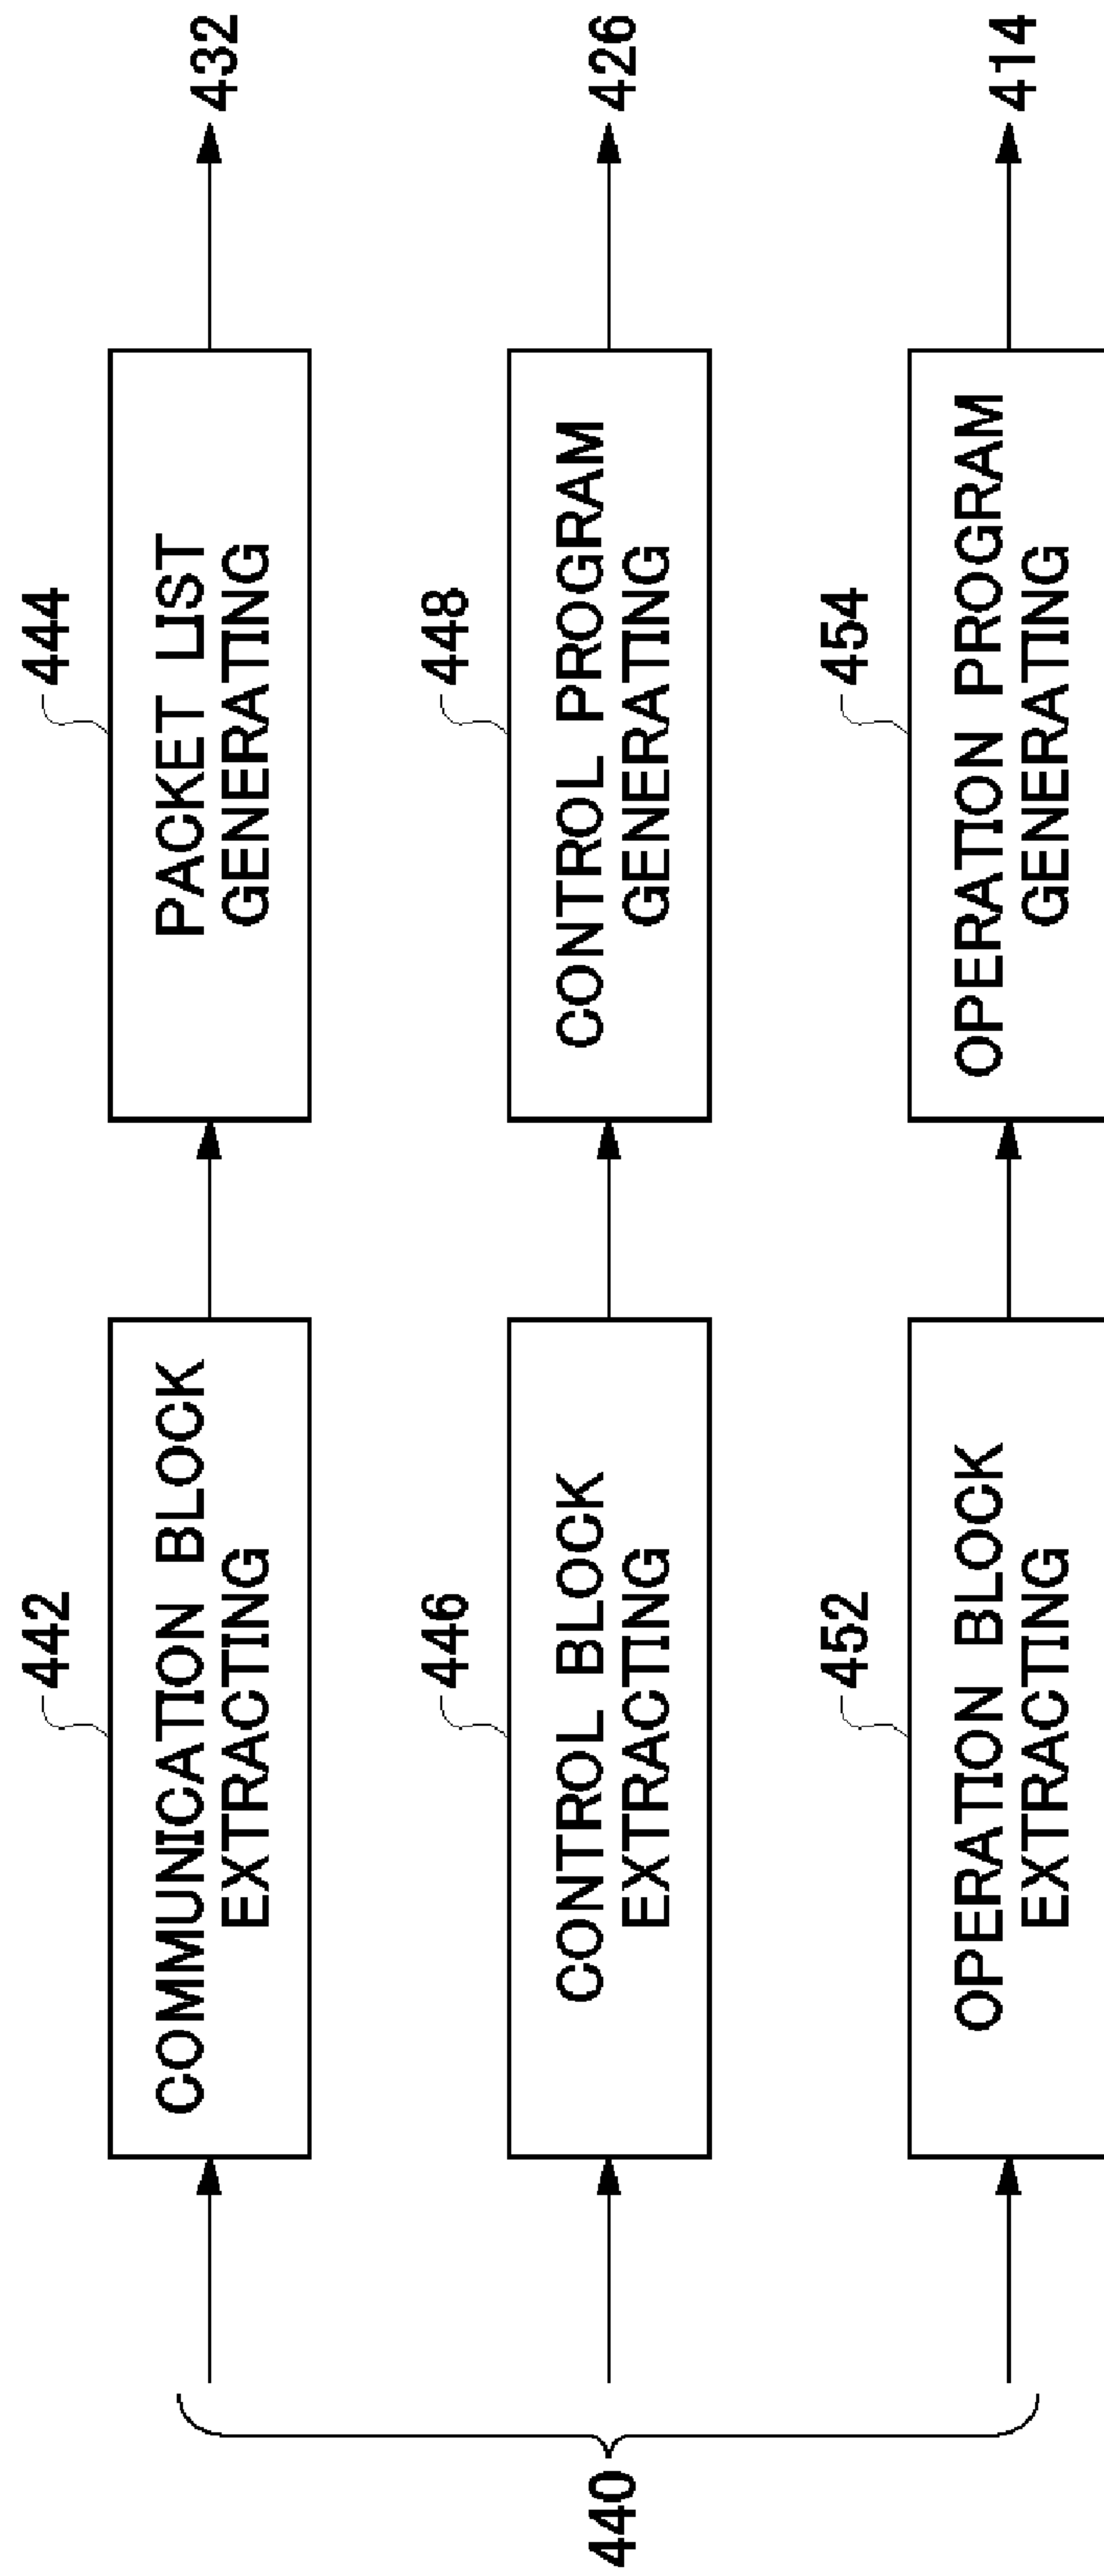 440
442
COMMUNICATION BLOCK
EXTRACTING
444
PACKET LIST
GENERATING
432
446
CONTROL BLOCK
EXTRACTING
448
CONTROL PROGRAM
GENERATING
426
452
OPERATION BLOCK
EXTRACTING
454
OPERATION PROGRAM
GENERATING
414